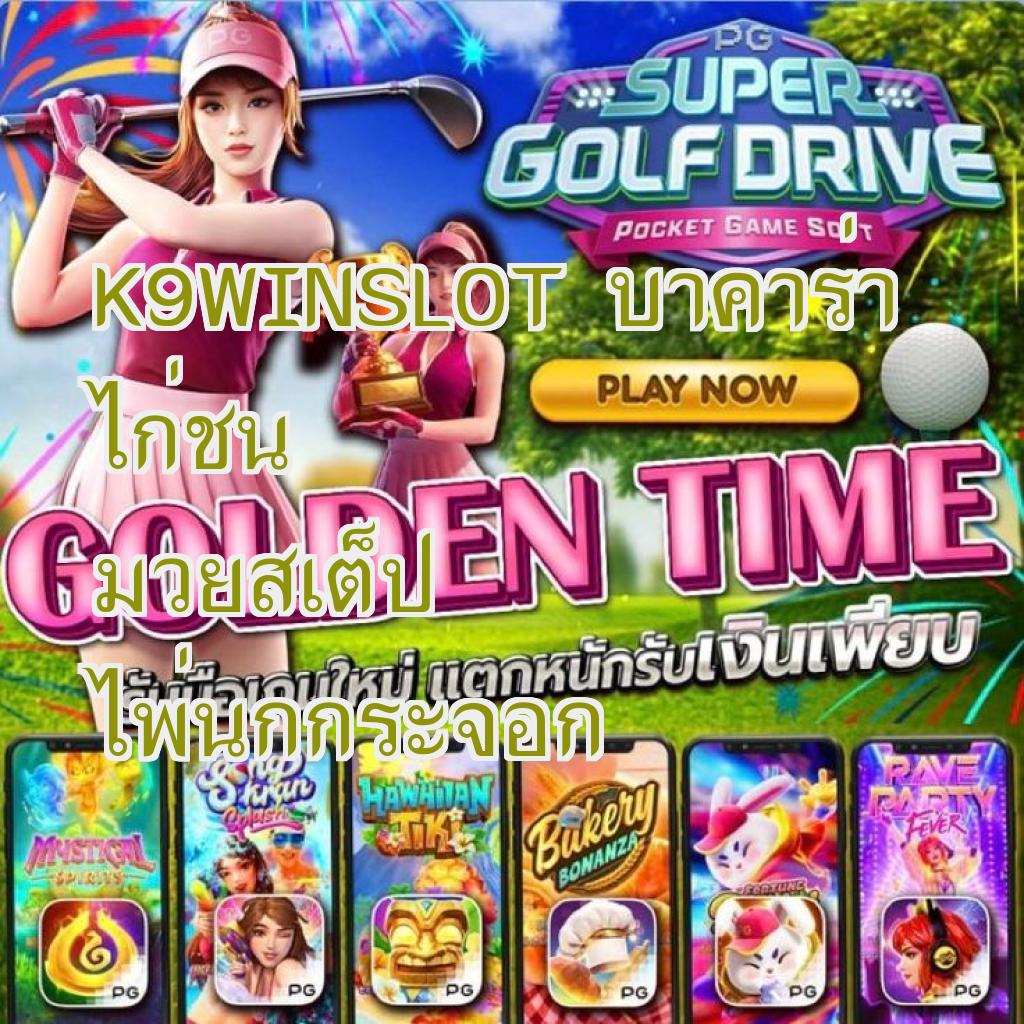 PG
PG
SUPER
GOLF DRIVE
POCKET GAME SLOT
K9WINSLOT บาคาร่า
PLAY NOW
ไก่ชน
GOLDEN TIME
มวยสเต็ป
แตกหนักรับเงินเพียบ
ไพ่นกกระจอก
MYSTICAL
SPIRITS
Songkran
Splash
HAWAIIAN
TIKI
Bakery
BONANZA
FORTUNE
RAVE
PARTY
FEVER
PG
PG
PG
PG
PG
PG